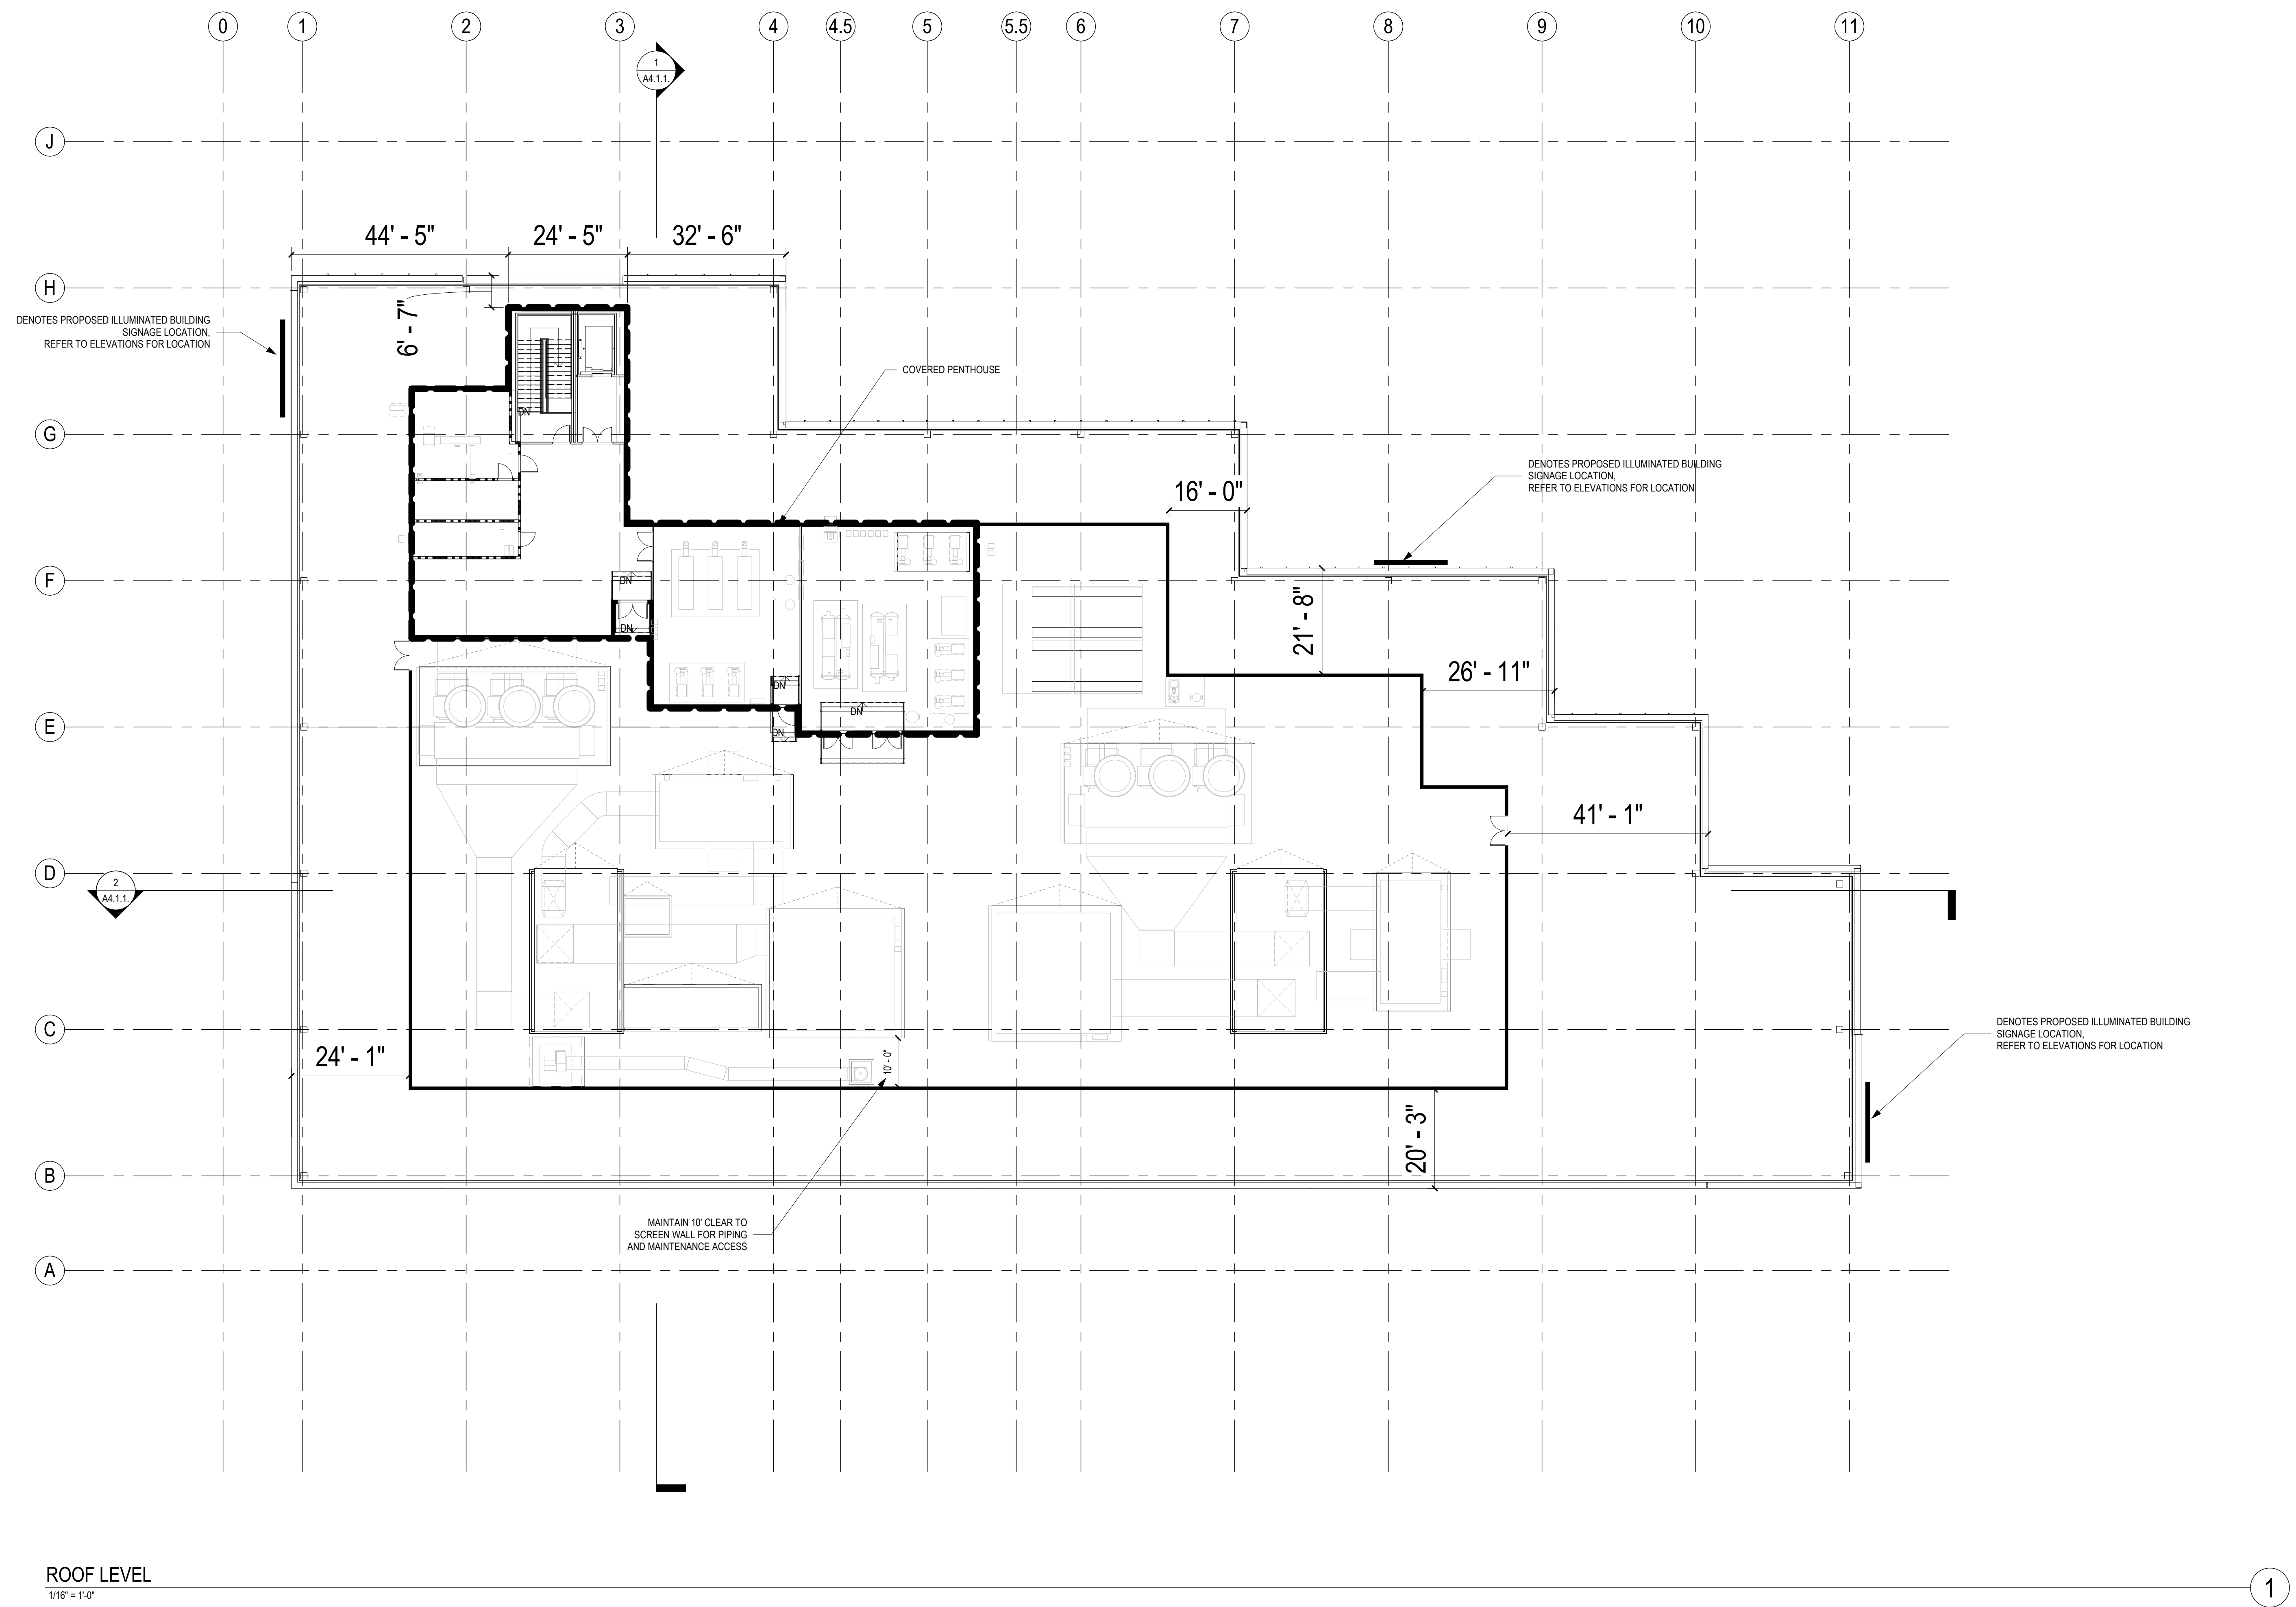 0 1 2 3 4 4.5 5 5.5 6 7 8 9 10 11
1
A4.1.1.
J
44' - 5" 24' - 5" 32' - 6"
H
DENOTES PROPOSED ILLUMINATED BUILDING
SIGNAGE LOCATION,
REFER TO ELEVATIONS FOR LOCATION
6' - 7"
COVERED PENTHOUSE
DN
G
DENOTES PROPOSED ILLUMINATED BUILDING
SIGNAGE LOCATION,
REFER TO ELEVATIONS FOR LOCATION
16' - 0"
F
DN
DN
21' - 8"
26' - 11"
DN
DN
DN
E
41' - 1"
D
2
A4.1.1.
C
DENOTES PROPOSED ILLUMINATED BUILDING
SIGNAGE LOCATION,
REFER TO ELEVATIONS FOR LOCATION
24' - 1"
10' - 0"
20' - 3"
B
MAINTAIN 10' CLEAR TO
SCREEN WALL FOR PIPING
AND MAINTENANCE ACCESS
A
ROOF LEVEL
1/16" = 1'-0"
1